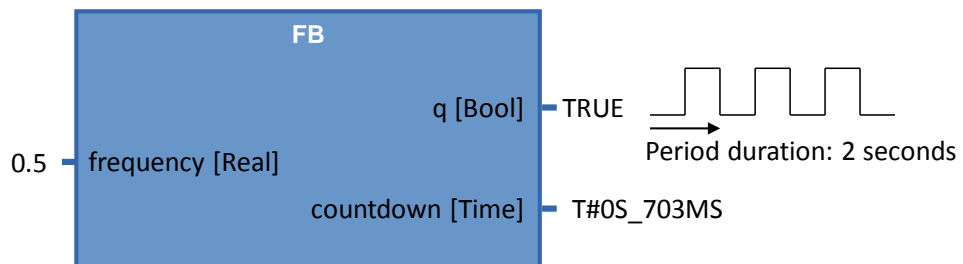 FB
q [Bool]
TRUE
Period duration: 2 seconds
0.5
frequency [Real]
countdown [Time]
T#0S_703MS